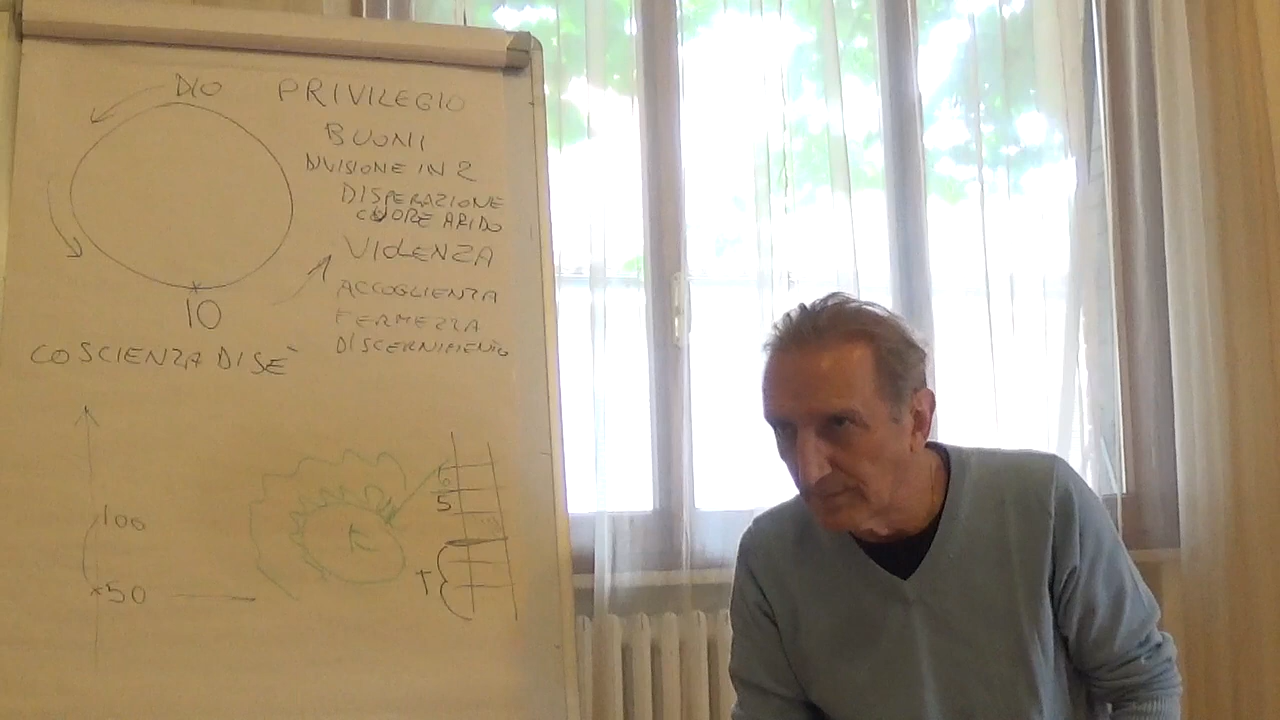 DIO PRIVILEGIO
BUONI
DIVISIONE IN 2
DISPERAZIONE
CUORE ARIDO
VIOLENZA
ACCOGLIENZA
FERMEZZA
DISCERNIMENTO
IO
COSCIENZA DI SÈ
100
50
K
6
5
T